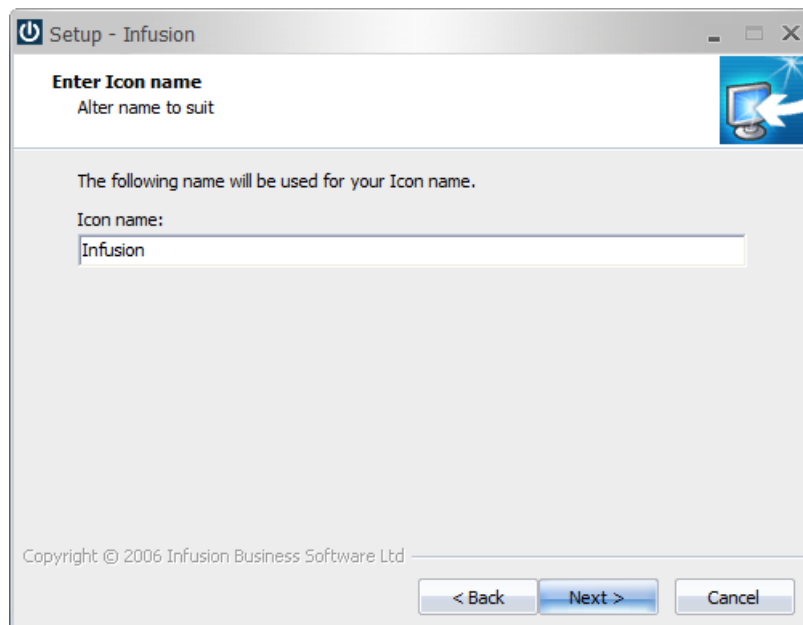 Setup - Infusion
Enter Icon name
Alter name to suit
The following name will be used for your Icon name.
Icon name:
Infusion
Copyright © 2006 Infusion Business Software Ltd
< Back Next > Cancel